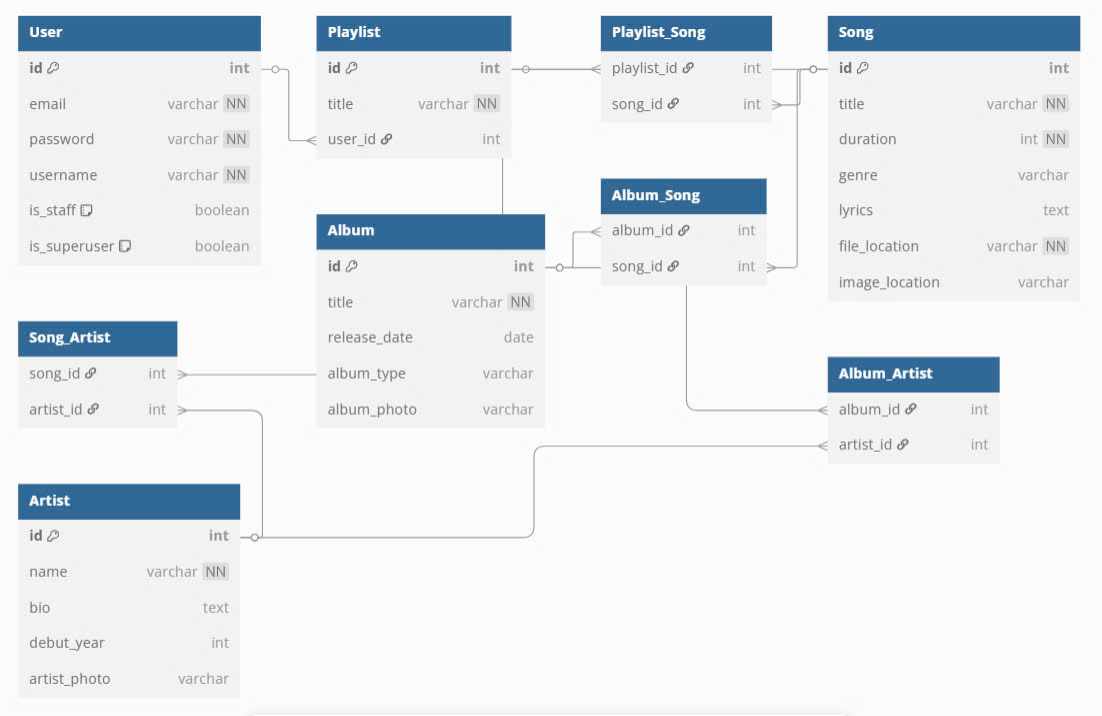 User
id int
email varchar NN
password varchar NN
username varchar NN
is_staff boolean
is_superuser boolean
Playlist
id int
title varchar NN
user_id int
Playlist_Song
playlist_id int
song_id int
Song
id int
title varchar NN
duration int NN
genre varchar
lyrics text
file_location varchar NN
image_location varchar
Album
id int
title varchar NN
release_date date
album_type varchar
album_photo varchar
Album_Song
album_id int
song_id int
Song_Artist
song_id int
artist_id int
Album_Artist
album_id int
artist_id int
Artist
id int
name varchar NN
bio text
debut_year int
artist_photo varchar